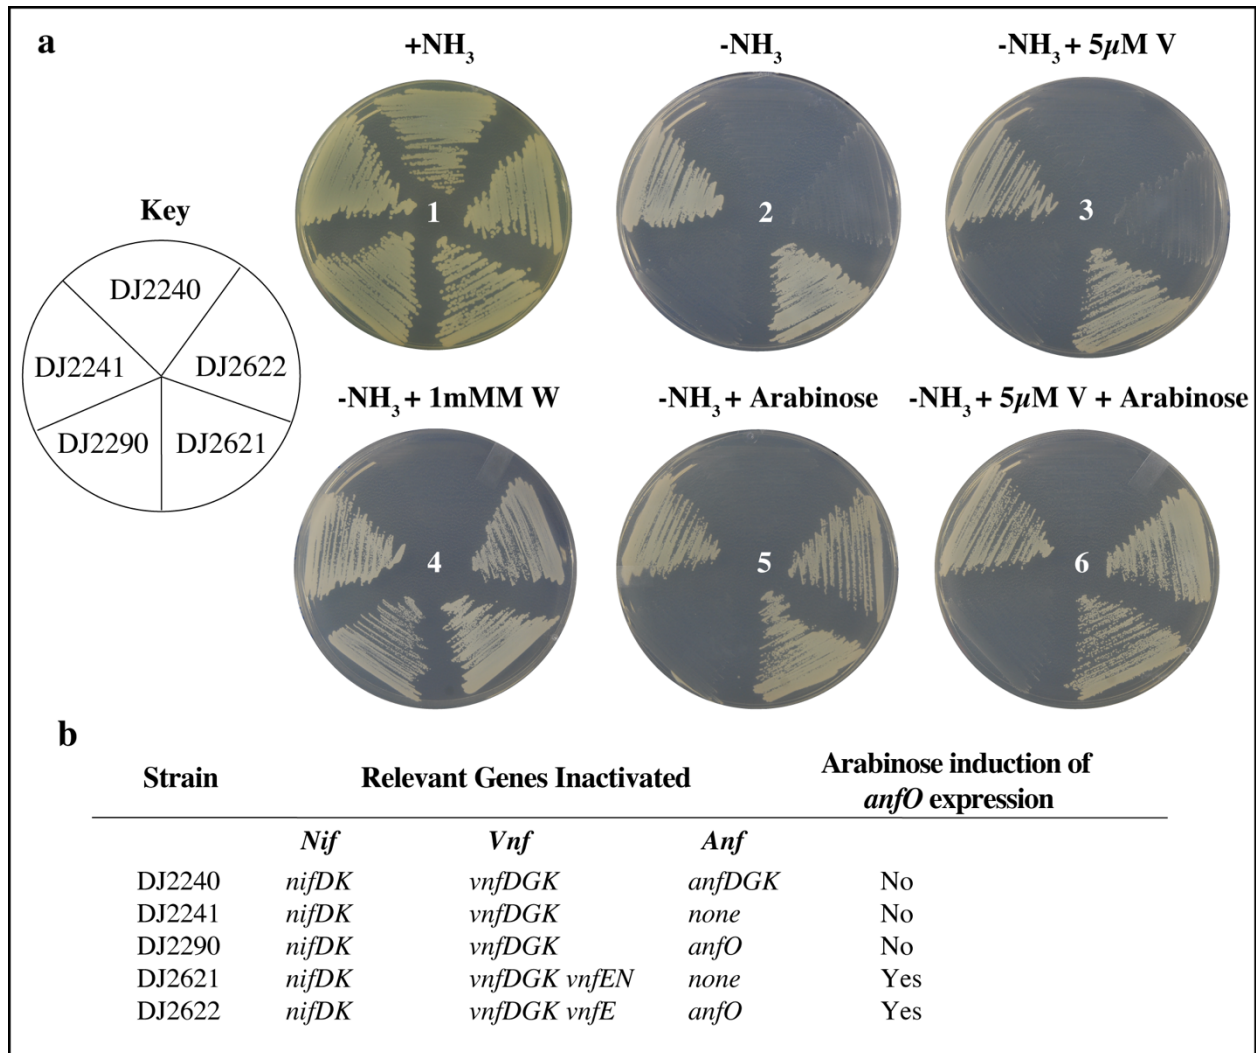 a
+NH3
-NH3
-NH3 + 5µM V
1
2
3
Key
DJ2240
DJ2241
DJ2622
DJ2290
DJ2621
-NH3 + 1mMM W
-NH3 + Arabinose
-NH3 + 5µM V + Arabinose
4
5
6
b
Strain Relevant Genes Inactivated Arabinose induction of anfO expression
Nif Vnf Anf
DJ2240 nifDK vnfDGK anfDGK No
DJ2241 nifDK vnfDGK none No
DJ2290 nifDK vnfDGK anfO No
DJ2621 nifDK vnfDGK vnfEN none Yes
DJ2622 nifDK vnfDGK vnfE anfO Yes